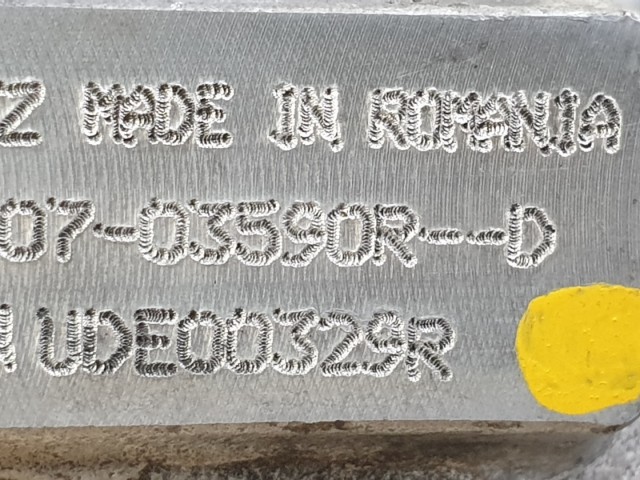 Z MADE IN ROMANIA
07-03590R--D
UDE00329R